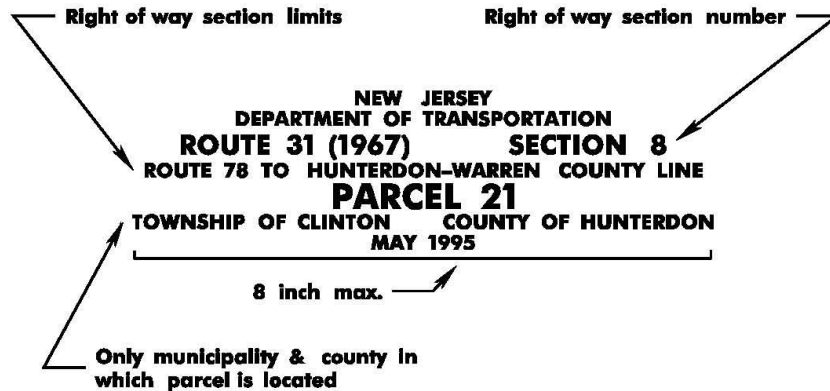 Right of way section limits
Right of way section number
NEW JERSEY
DEPARTMENT OF TRANSPORTATION
ROUTE 31 (1967) SECTION 8
ROUTE 78 TO HUNTERDON–WARREN COUNTY LINE
PARCEL 21
TOWNSHIP OF CLINTON COUNTY OF HUNTERDON
MAY 1995
8 inch max.
Only municipality & county in
which parcel is located